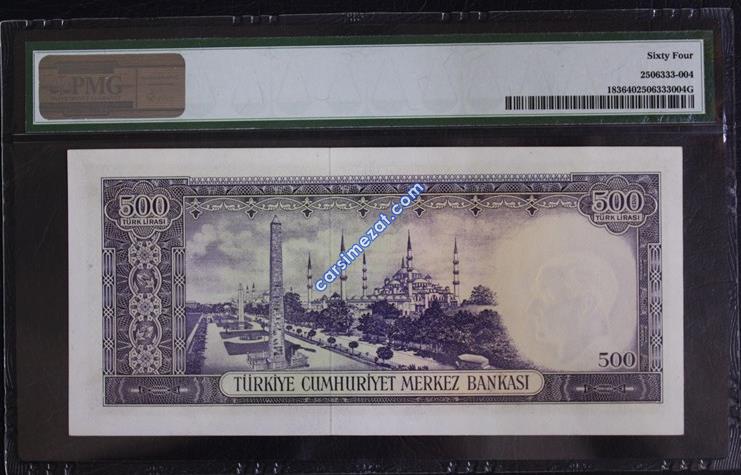 PMG
Sixty Four
2506333-004
1836402506333004G
500
TÜRK LİRASI
500
TÜRK LİRASI
carsimezat.com
500
TÜRKİYE CUMHURİYET MERKEZ BANKASI